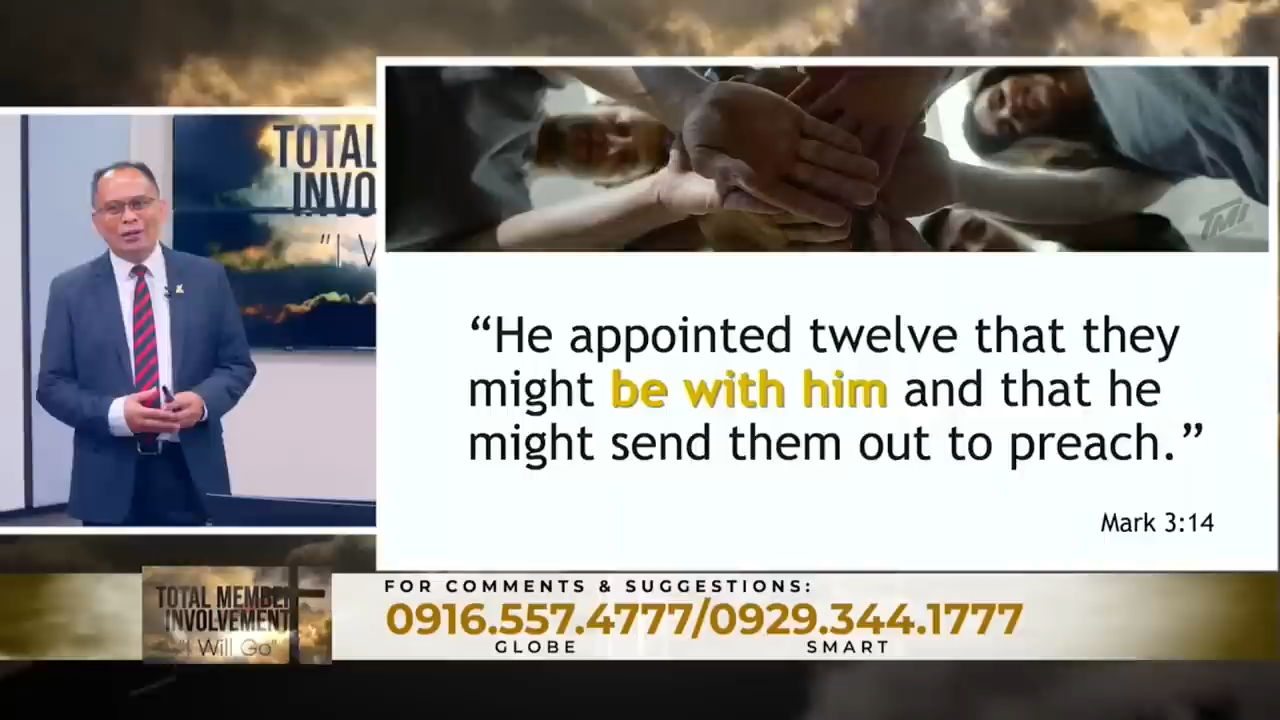 TOTAL
INVO
"I
TMI
“He appointed twelve that they
might be with him and that he
might send them out to preach.”
Mark 3:14
TOTAL MEMBER
INVOLVEMENT
"I Will Go"
FOR COMMENTS & SUGGESTIONS:
0916.557.4777/0929.344.1777
GLOBE SMART